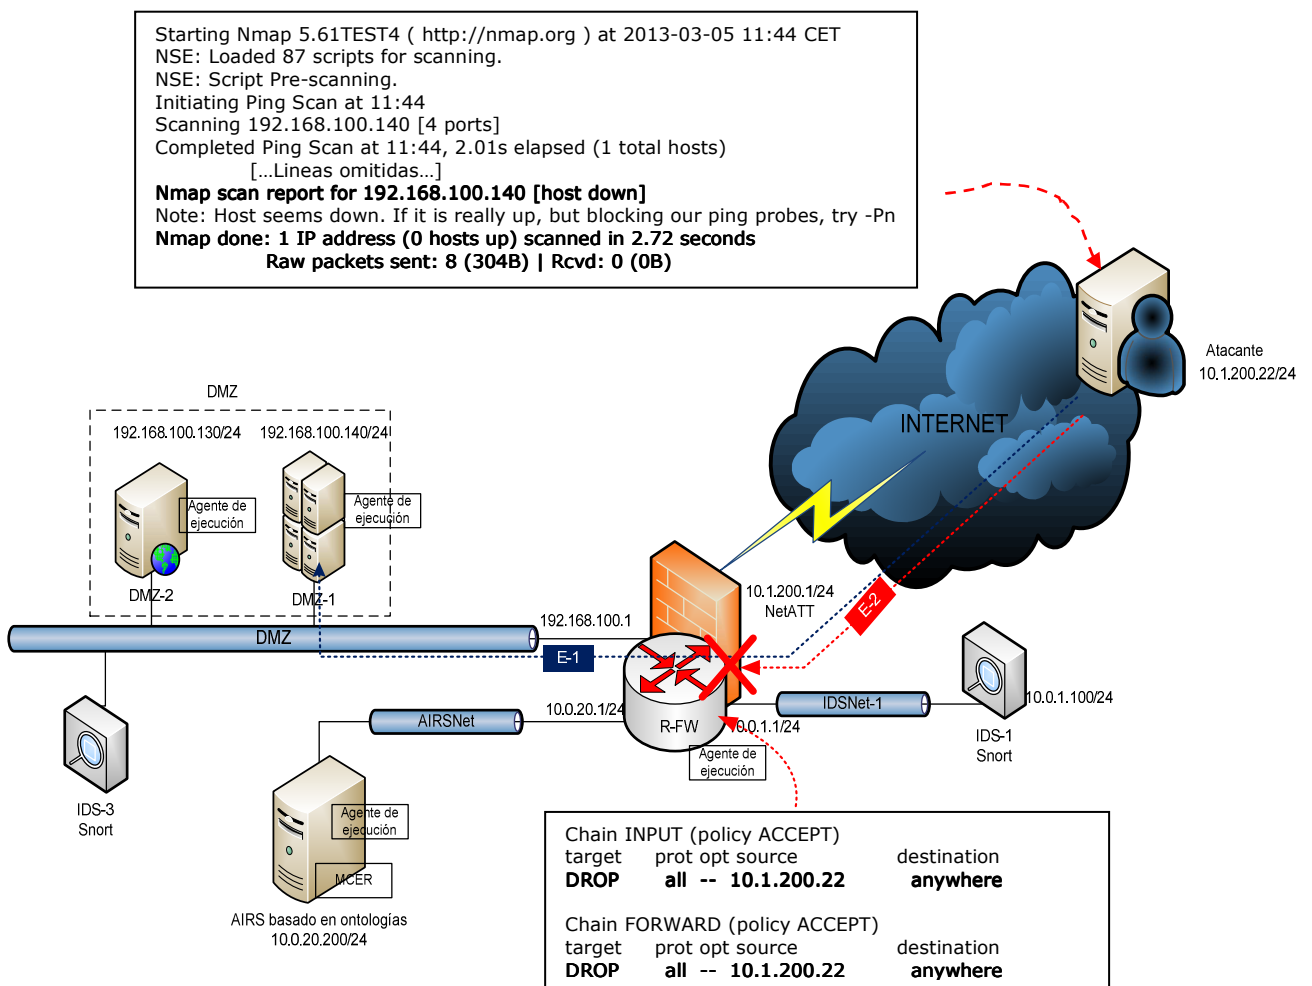 Starting Nmap 5.61TEST4 ( http://nmap.org ) at 2013-03-05 11:44 CET
NSE: Loaded 87 scripts for scanning.
NSE: Script Pre-scanning.
Initiating Ping Scan at 11:44
Scanning 192.168.100.140 [4 ports]
Completed Ping Scan at 11:44, 2.01s elapsed (1 total hosts)
[...Lineas omitidas...]
Nmap scan report for 192.168.100.140 [host down]
Note: Host seems down. If it is really up, but blocking our ping probes, try -Pn
Nmap done: 1 IP address (0 hosts up) scanned in 2.72 seconds
Raw packets sent: 8 (304B) | Rcvd: 0 (0B)
Atacante
10.1.200.22/24
INTERNET
DMZ
192.168.100.130/24
192.168.100.140/24
Agente de
ejecución
Agente de
ejecución
DMZ-2
DMZ-1
10.1.200.1/24
NetATT
E-2
192.168.100.1
DMZ
E-1
10.0.20.1/24
AIRSNet
R-FW
10.0.1.1/24
IDSNet-1
10.0.1.100/24
IDS-1
Snort
Agente de
ejecución
IDS-3
Snort
Agente de
ejecución
MCER
AIRS basado en ontologías
10.0.20.200/24
Chain INPUT (policy ACCEPT)
target prot opt source destination
DROP all -- 10.1.200.22 anywhere
Chain FORWARD (policy ACCEPT)
target prot opt source destination
DROP all -- 10.1.200.22 anywhere